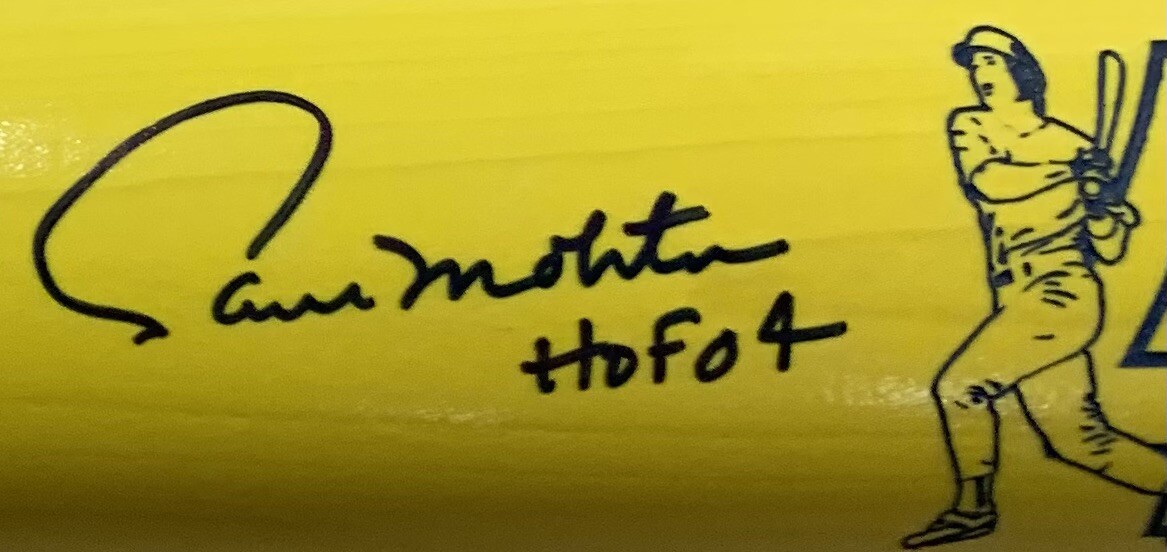 Paul Molitor
HOF 04